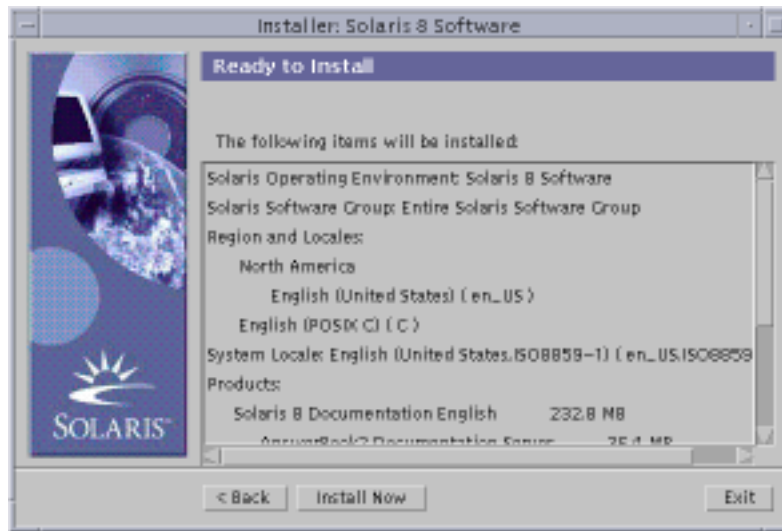 Installer: Solaris 8 Software
Ready to Install
The following items will be installed:
Solaris Operating Environment: Solaris 8 Software
Solaris Software Group: Entire Solaris Software Group
Region and Locales:
North America
English (United States) ( en_US )
English (POSIX C) ( C )
System Locale: English (United States,ISO8859-1) ( en_US.ISO8859
Products:
Solaris 8 Documentation English 232.8 MB
AnswerBook2 Documentation Server
SOLARIS
< Back
Install Now
Exit